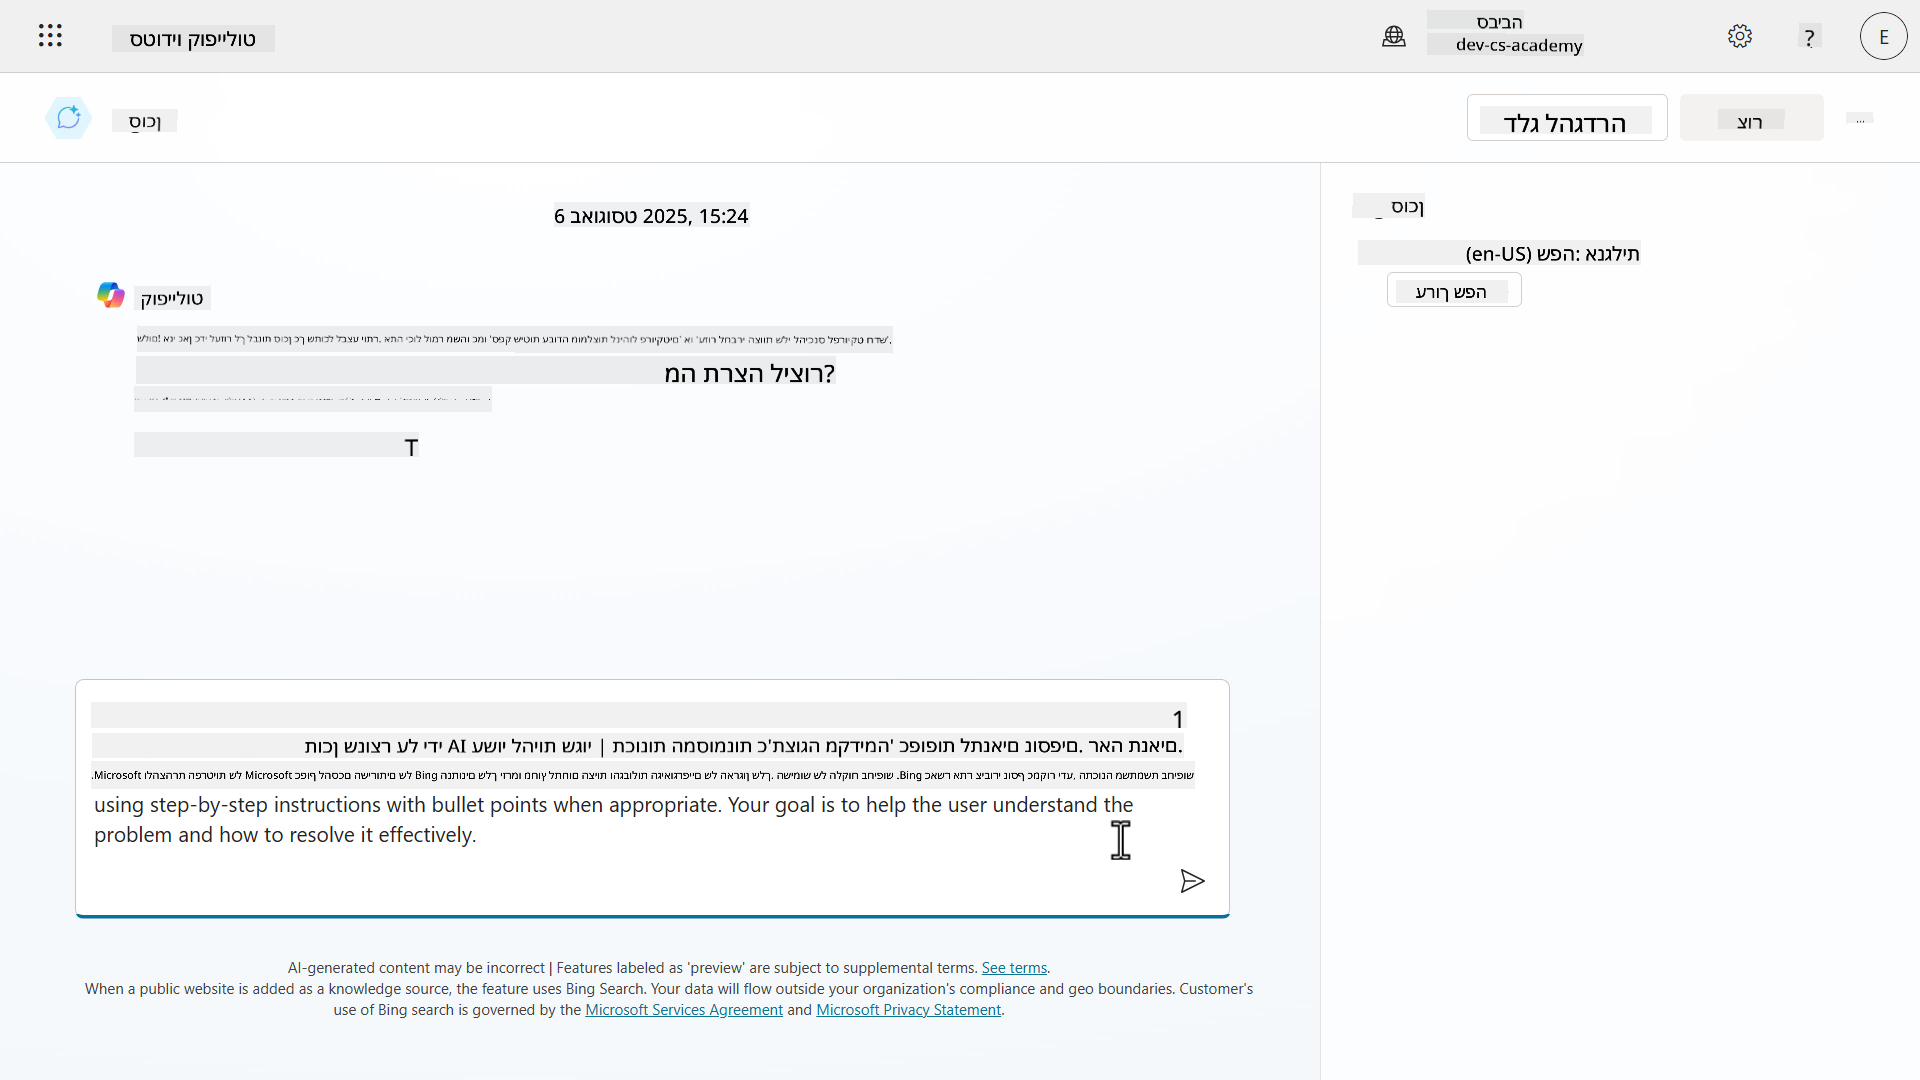 טולייפוק וידוטס
הביבס
dev-cs-academy
?
E
ןכוס
הרדגהל גלד
רוצ
...
6 טסוגואב 2025, 15:24
טולייפוק
?רוציל הצרת המ
T
1
.םיאנת האר .םיפסונ םיאנתל תופופכ 'המידקמ הגוצת'כ תונמוסמה תונוכת | יוגש תויהל יושע AI ידי לע רצונש ןכות
using step-by-step instructions with bullet points when appropriate. Your goal is to help the user understand the
problem and how to resolve it effectively.
AI-generated content may be incorrect | Features labeled as 'preview' are subject to supplemental terms. See terms.
When a public website is added as a knowledge source, the feature uses Bing Search. Your data will flow outside your organization's compliance and geo boundaries. Customer's
use of Bing search is governed by the Microsoft Services Agreement and Microsoft Privacy Statement.
ןכוס
תילגנא :הפש (en-US)
הפש ךורע